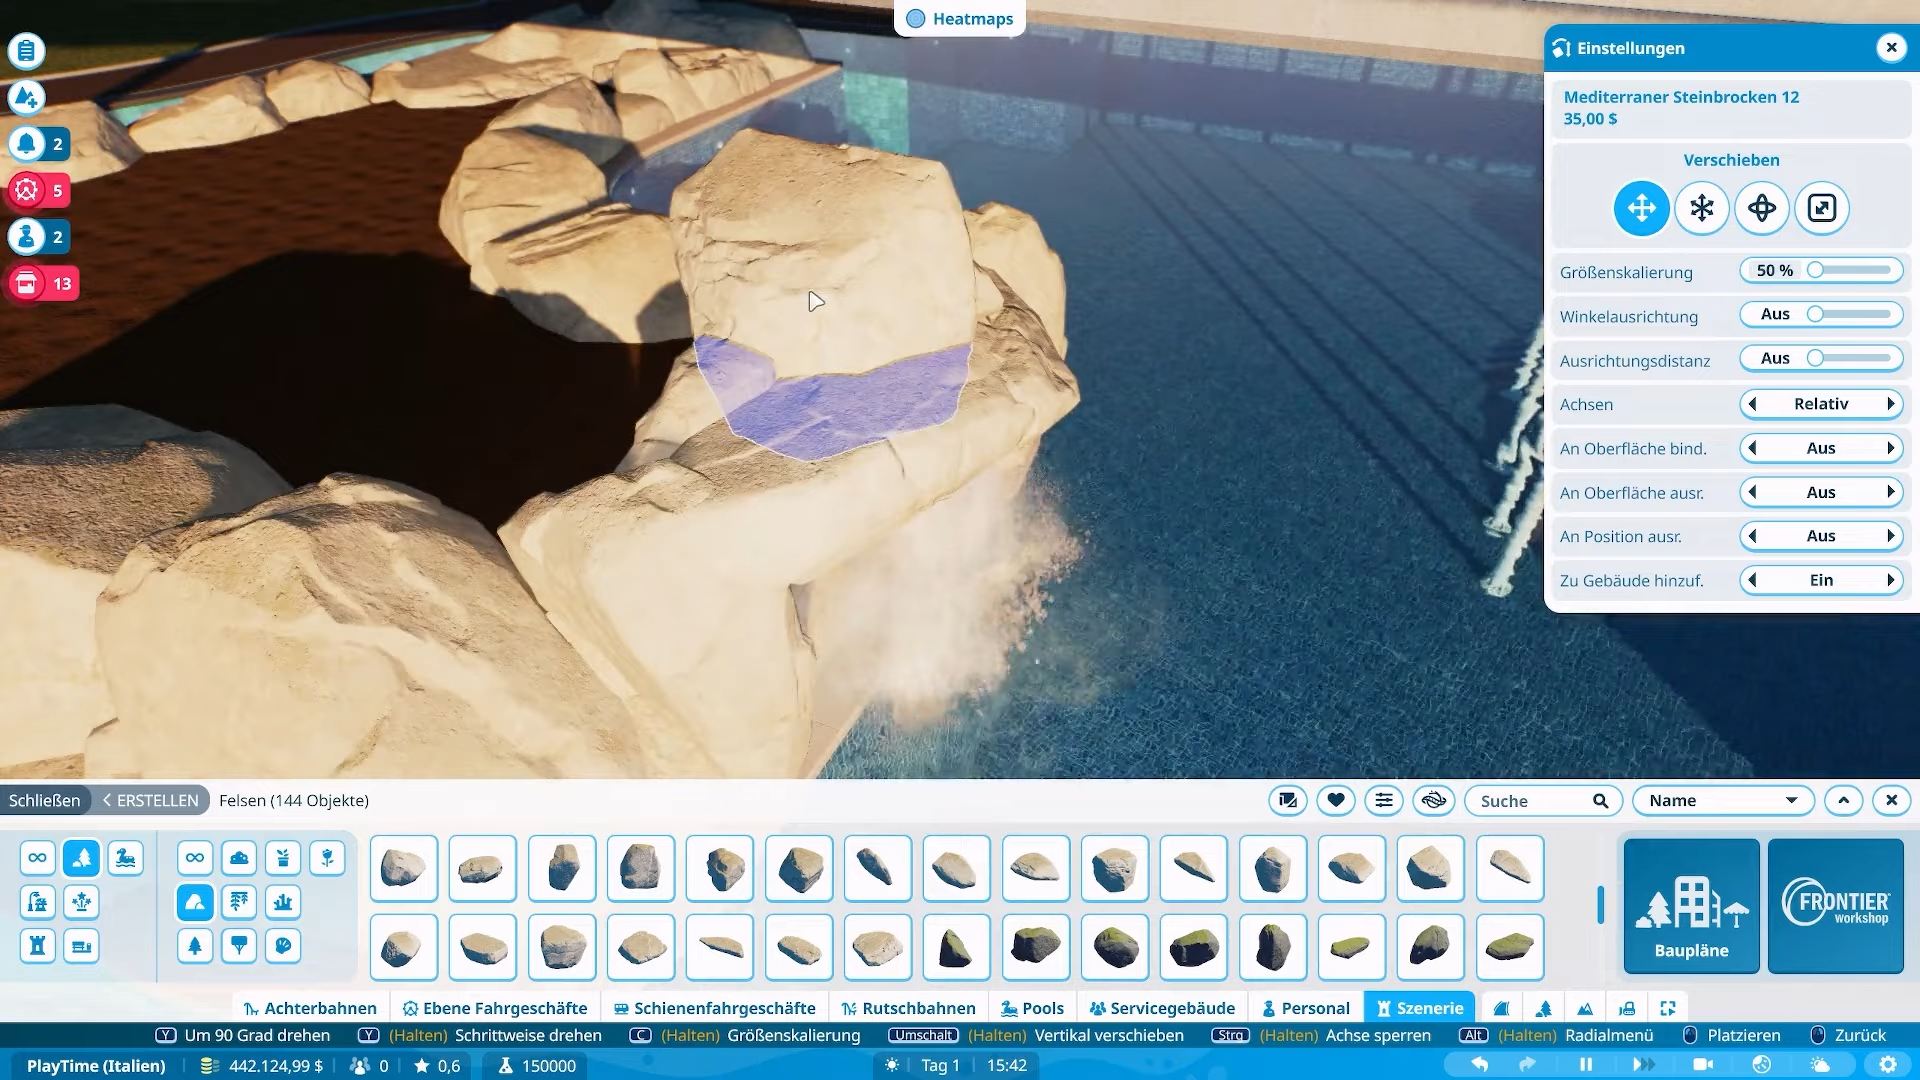 Heatmaps
2
5
2
13
Einstellungen
Mediterraner Steinbrocken 12
35,00 $
Verschieben
Größenskalierung 50 %
Winkelausrichtung Aus
Ausrichtungsdistanz Aus
Achsen Relativ
An Oberfläche bind. Aus
An Oberfläche ausr. Aus
An Position ausr. Aus
Zu Gebäude hinzuf. Ein
Schließen ERSTELLEN Felsen (144 Objekte) Suche Name
Baupläne
FRONTIER workshop
Achterbahnen Ebene Fahrgeschäfte Schienenfahrgeschäfte Rutschbahnen Pools Servicegebäude Personal Szenerie
Y Um 90 Grad drehen Y (Halten) Schrittweise drehen C (Halten) Größenskalierung Umschalt (Halten) Vertikal verschieben Strg (Halten) Achse sperren Alt (Halten) Radialmenü Platzieren Zurück
PlayTime (Italien) 442.124,99 $ 0 0,6 150000 Tag 1 15:42